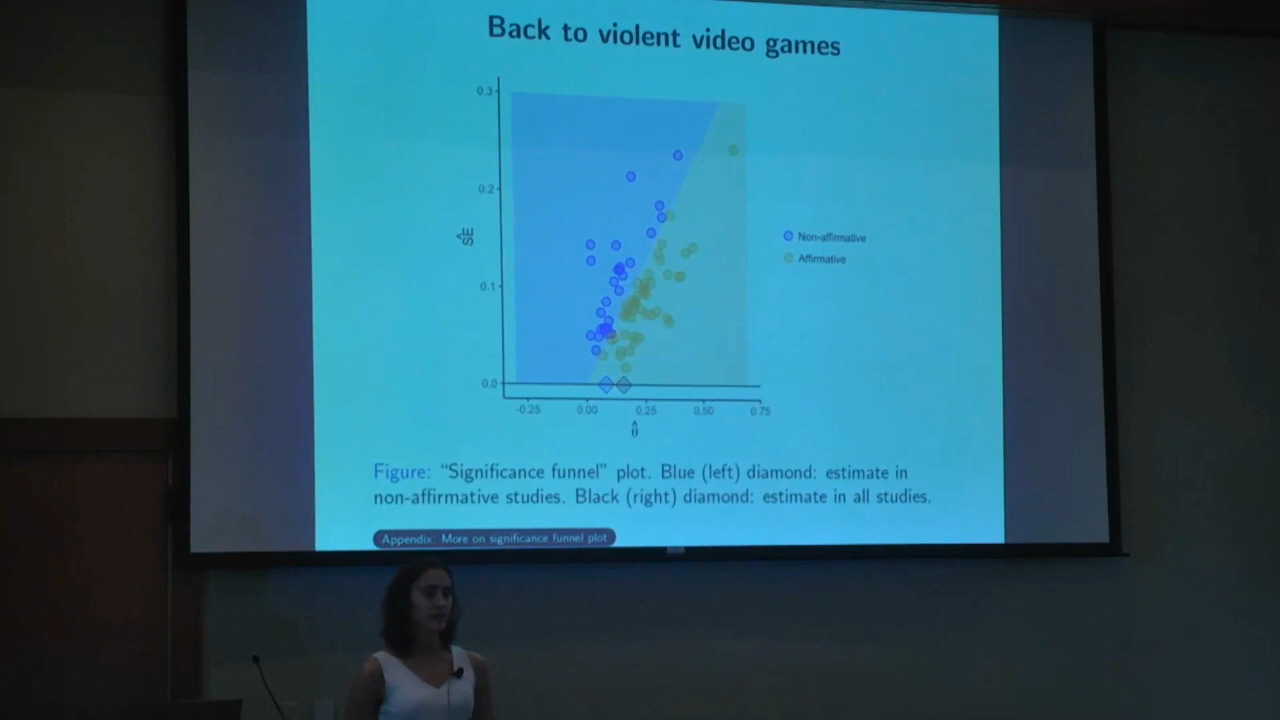 Back to violent video games
0.3
0.2
0.1
0.0
ŜE
-0.25 0.00 0.25 0.50 0.75
θ̂
Non-affirmative
Affirmative
Figure: “Significance funnel” plot. Blue (left) diamond: estimate in
non-affirmative studies. Black (right) diamond: estimate in all studies.
Appendix: More on significance funnel plot